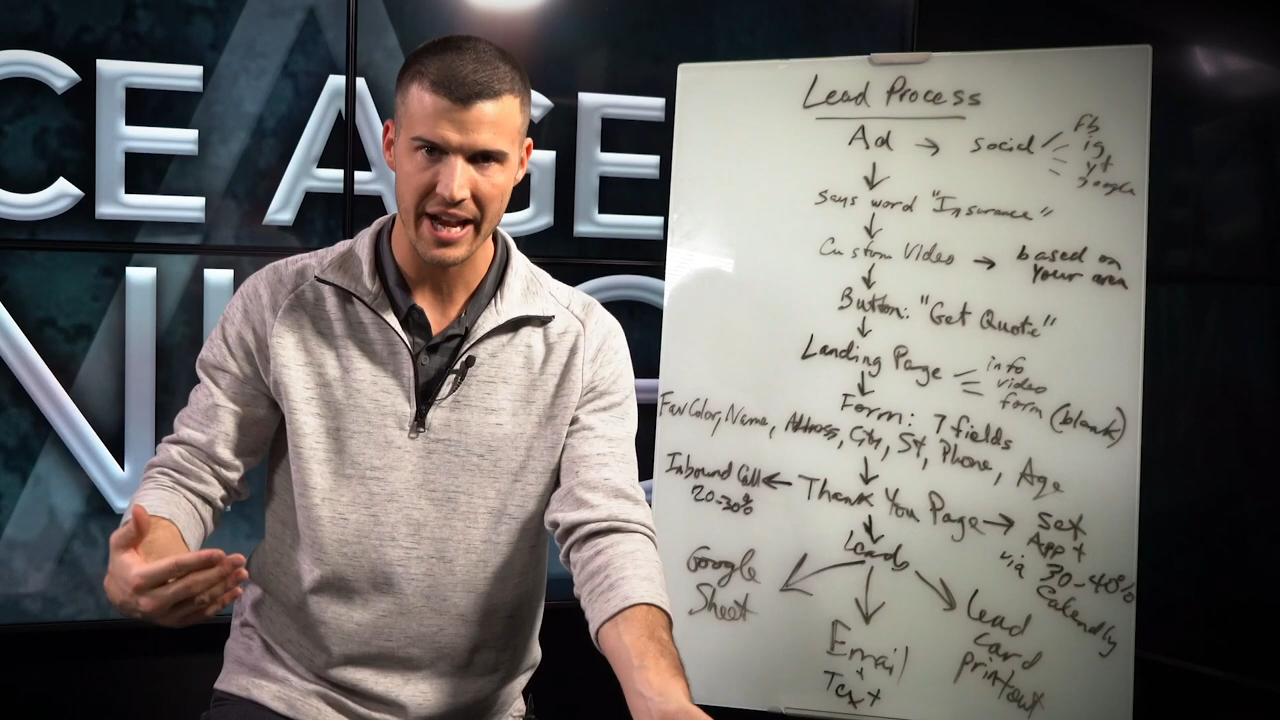 CE AGE
Lead Process
Ad → social
fb
ig
yt
google
says word "Insurance"
Custom Video → based on
your area
Button: "Get Quote"
Landing Page
info
video
form (blank)
Form: 7 fields
Fav Color, Name, Address, City, St, Phone, Age
Inbound Call ← Thank You Page → set
20-30%
App +
via 30-40%
Calendly
Leads
Google
Sheet
Email
+
Text
Lead
card
printout